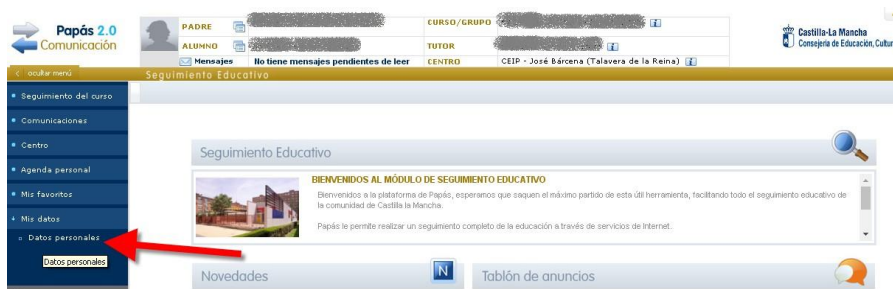 Papás 2.0
Comunicación
PADRE
CURSO/GRUPO
ALUMNO
TUTOR
Mensajes No tiene mensajes pendientes de leer
CENTRO CEIP - José Bárcena (Talavera de la Reina)
Castilla-La Mancha
Consejería de Educación, Cultur
ocultar menú
Seguimiento Educativo
Seguimiento del curso
Comunicaciones
Centro
Agenda personal
Mis favoritos
Mis datos
Datos personales
Datos personales
Seguimiento Educativo
BIENVENIDOS AL MÓDULO DE SEGUIMIENTO EDUCATIVO
Bienvenidos a la plataforma de Papás, esperamos que saquen el máximo partido de esta útil herramienta, facilitando todo el seguimiento educativo de
la comunidad de Castilla la Mancha.
Papás le permite realizar un seguimiento completo de la educación a través de servicios de Internet.
Novedades
N
Tablón de anuncios